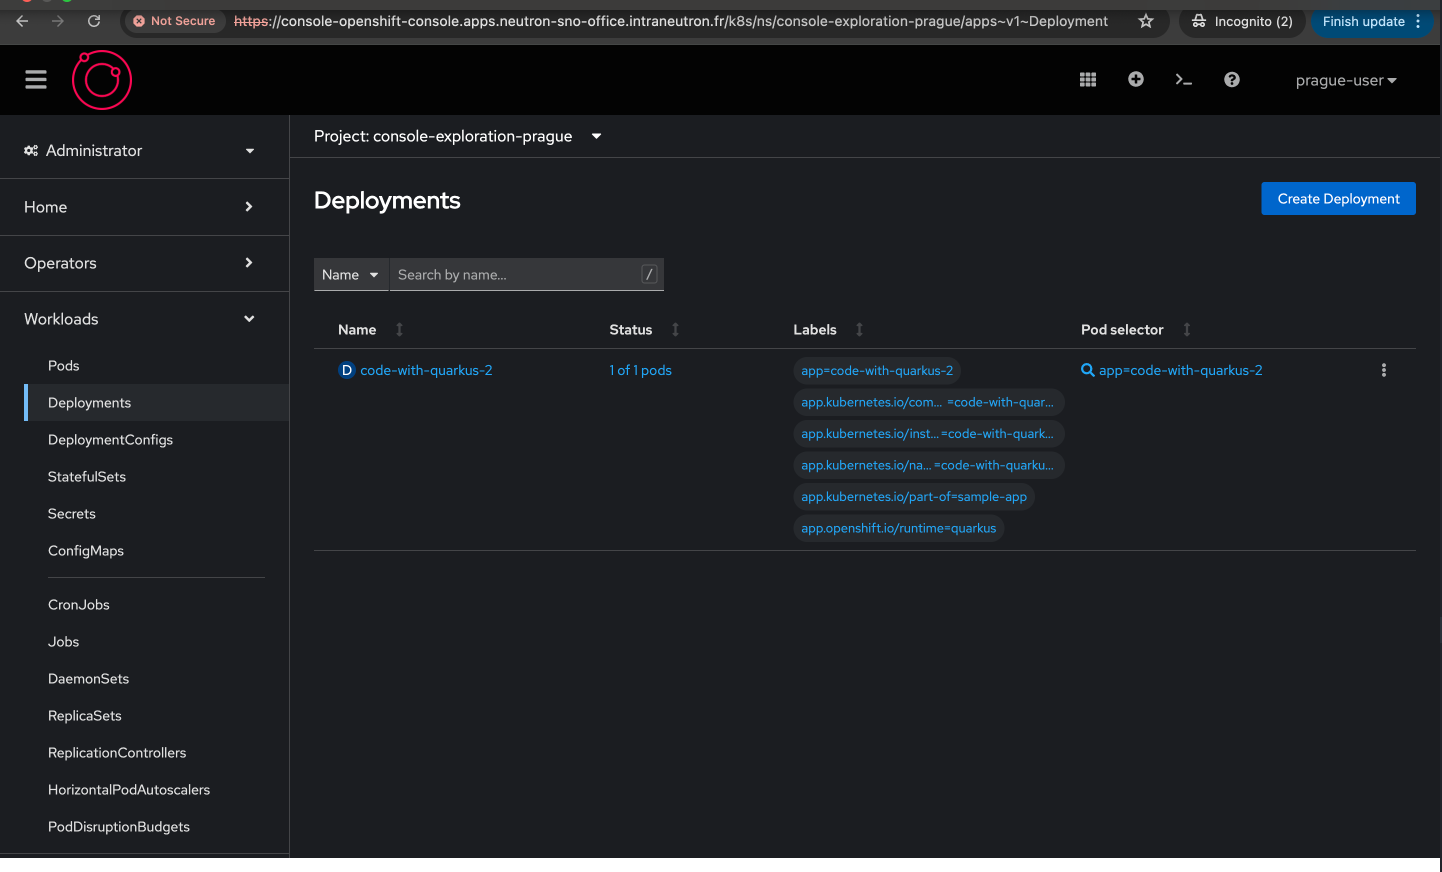 Not Secure
https://console-openshift-console.apps.neutron-sno-office.intraneutron.fr/k8s/ns/console-exploration-prague/apps~v1~Deployment
Incognito (2)
Finish update
prague-user
Administrator
Home
Operators
Workloads
Pods
Deployments
DeploymentConfigs
StatefulSets
Secrets
ConfigMaps
CronJobs
Jobs
DaemonSets
ReplicaSets
ReplicationControllers
HorizontalPodAutoscalers
PodDisruptionBudgets
Project: console-exploration-prague
Deployments
Create Deployment
Name
Search by name...
/
Name Status Labels Pod selector
D code-with-quarkus-2 1 of 1 pods app=code-with-quarkus-2 app=code-with-quarkus-2
app.kubernetes.io/com... =code-with-quar...
app.kubernetes.io/inst...=code-with-quark...
app.kubernetes.io/na...=code-with-quarku...
app.kubernetes.io/part-of=sample-app
app.openshift.io/runtime=quarkus